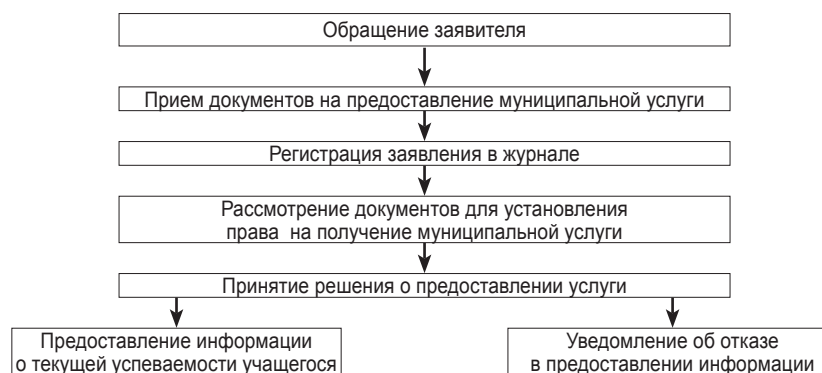 Обращение заявителя
Прием документов на предоставление муниципальной услуги
Регистрация заявления в журнале
Рассмотрение документов для установления
права на получение муниципальной услуги
Принятие решения о предоставлении услуги
Предоставление информации
о текущей успеваемости учащегося
Уведомление об отказе
в предоставлении информации